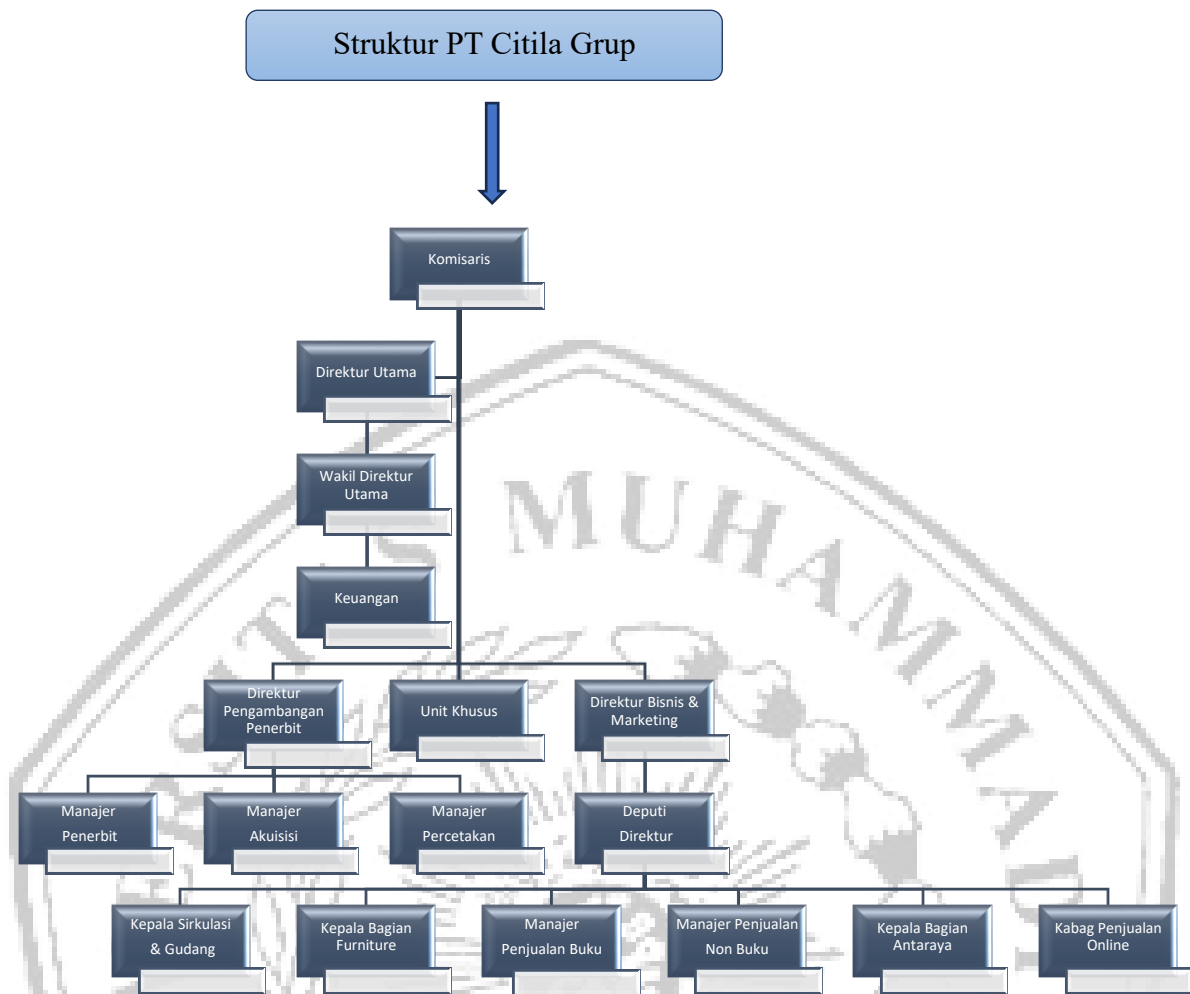 Struktur PT Citila Grup
Komisaris
Direktur Utama
Wakil Direktur
Utama
Keuangan
Direktur
Pengambangan
Penerbit
Unit Khusus
Direktur Bisnis &
Marketing
Manajer
Penerbit
Manajer
Akuisisi
Manajer
Percetakan
Deputi
Direktur
Kepala Sirkulasi
& Gudang
Kepala Bagian
Furniture
Manajer
Penjualan Buku
Manajer Penjualan
Non Buku
Kepala Bagian
Antaraya
Kabag Penjualan
Online
MUHAMMADI